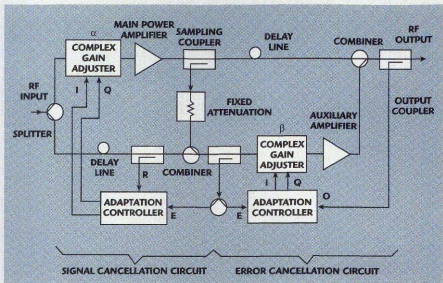 α
COMPLEX
GAIN
ADJUSTER
MAIN POWER
AMPLIFIER
SAMPLING
COUPLER
DELAY
LINE
COMBINER
RF
OUTPUT
RF
INPUT
I
Q
SPLITTER
FIXED
ATTENUATION
β
COMPLEX
GAIN
ADJUSTER
AUXILIARY
AMPLIFIER
OUTPUT
COUPLER
DELAY
LINE
COMBINER
R
I
Q
O
ADAPTATION
CONTROLLER
E
E
ADAPTATION
CONTROLLER
SIGNAL CANCELLATION CIRCUIT
ERROR CANCELLATION CIRCUIT